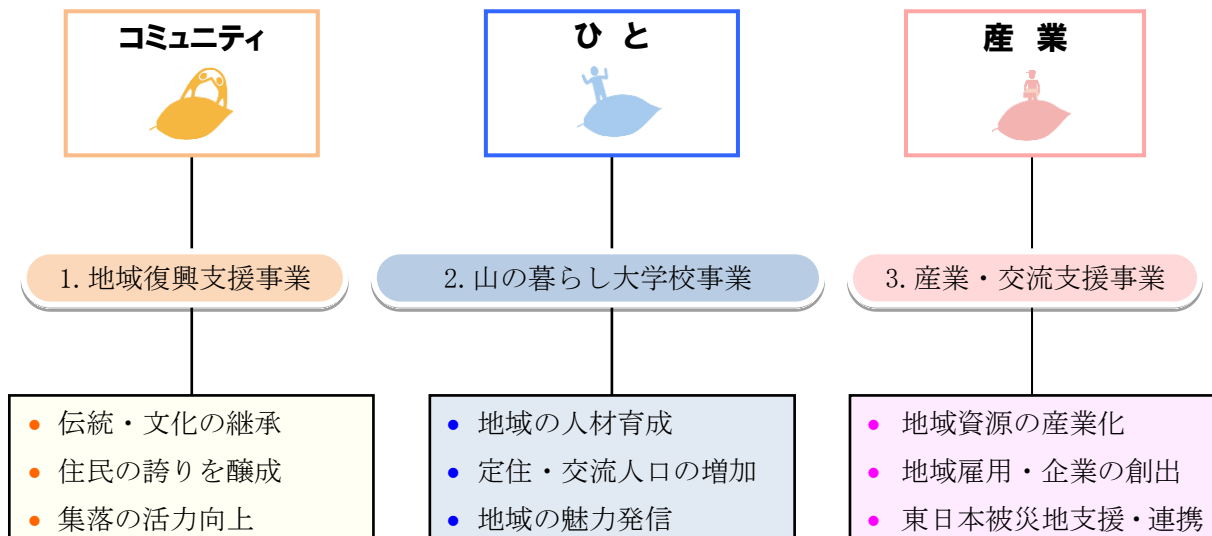 コミュニティ
ひと
産業
1.地域復興支援事業
2.山の暮らし大学校事業
3.産業・交流支援事業
• 伝統・文化の継承
• 住民の誇りを醸成
• 集落の活力向上
• 地域の人材育成
• 定住・交流人口の増加
• 地域の魅力発信
• 地域資源の産業化
• 地域雇用・企業の創出
• 東日本被災地支援・連携